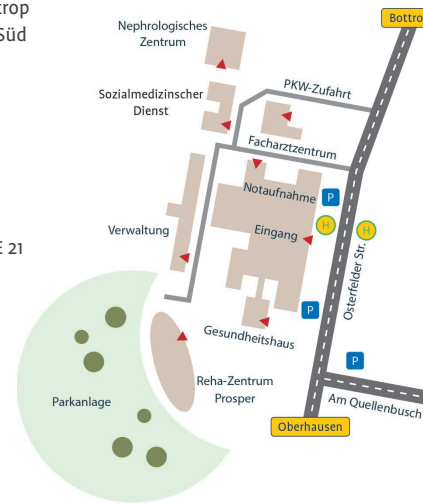 trop
Süd
Bottro
Nephrologisches
Zentrum
PKW-Zufahrt
Sozialmedizinscher
Dienst
Facharztzentrum
Notaufnahme
P
H
H
Verwaltung
Eingang
E 21
Osterfelder Str.
P
Gesundheitshaus
P
Reha-Zentrum
Prosper
Parkanlage
Am Quellenbusch
Oberhausen